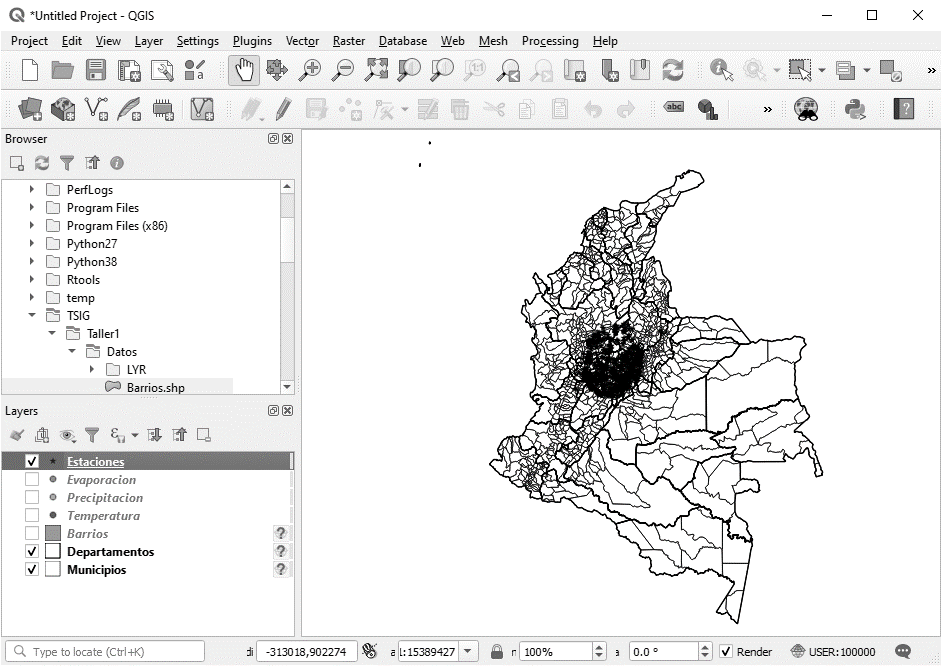 *Untitled Project - QGIS
Project Edit View Layer Settings Plugins Vector Raster Database Web Mesh Processing Help
1:1
a
»
abc
»
?
Browser
PerfLogs
Program Files
Program Files (x86)
Python27
Python38
Rtools
temp
TSIG
Taller1
Datos
LYR
Barrios.shp
Layers
Estaciones
Evaporacion
Precipitacion
Temperatura
Barrios ?
Departamentos ?
Municipios ?
Type to locate (Ctrl+K) di -313018,902274 a l:15389427 100% a 0.0 ° Render USER:100000